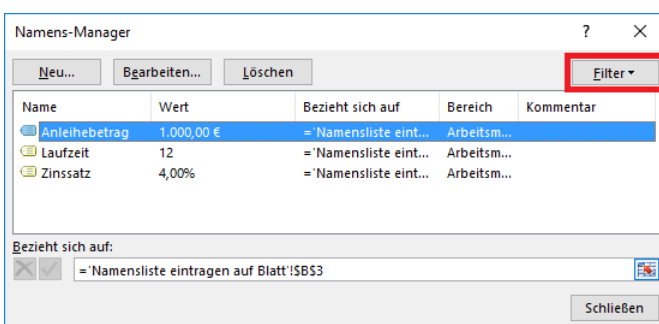 Namens-Manager ?
Neu... Bearbeiten... Löschen Filter
Name Wert Bezieht sich auf Bereich Kommentar
Anleihebetrag 1.000,00 € ='Namensliste eint... Arbeitsm...
Laufzeit 12 ='Namensliste eint... Arbeitsm...
Zinssatz 4,00% ='Namensliste eint... Arbeitsm...
Bezieht sich auf:
='Namensliste eintragen auf Blatt'!$B$3
Schließen